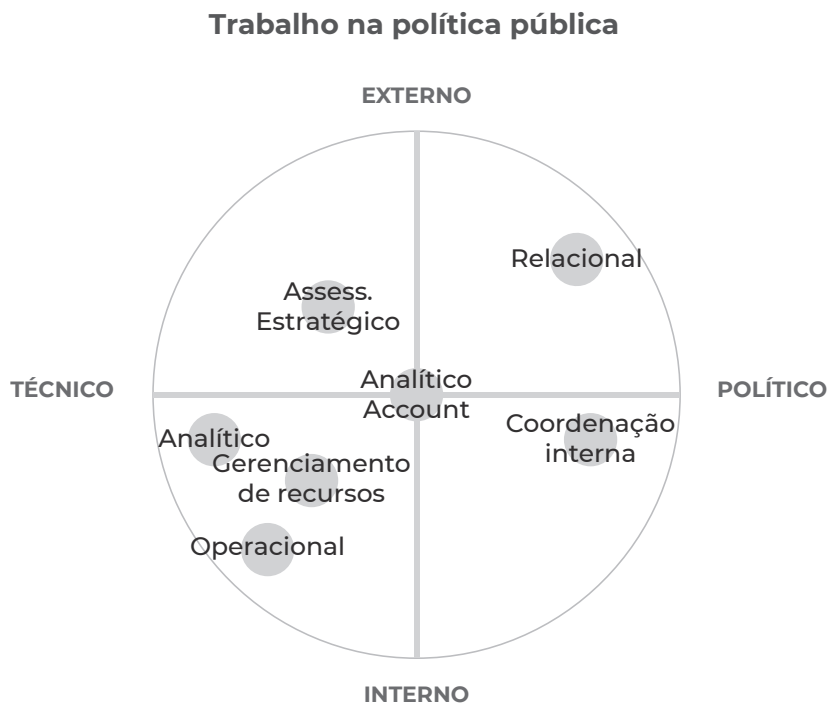 Trabalho na política pública
EXTERNO
Relacional
Assess.
Estratégico
TÉCNICO
Analítico
Account
POLÍTICO
Coordenação
interna
Analítico
Gerenciamento
de recursos
Operacional
INTERNO